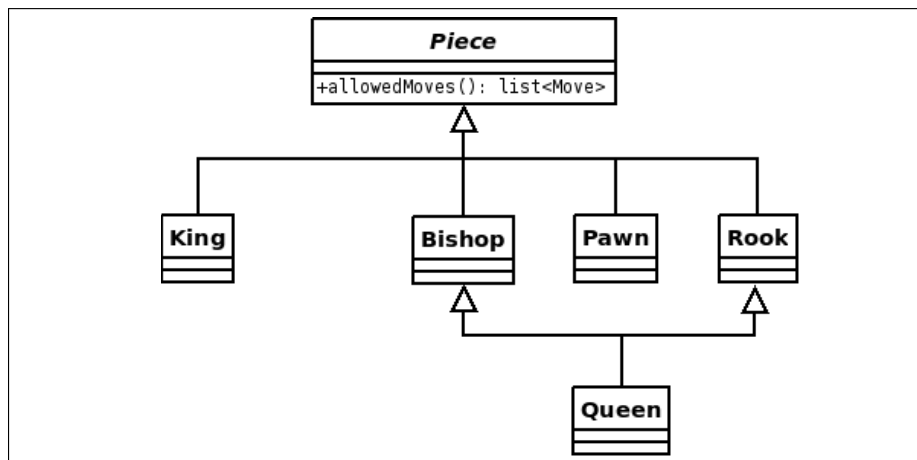 Piece
+allowedMoves(): list<Move>
King
Bishop
Pawn
Rook
Queen